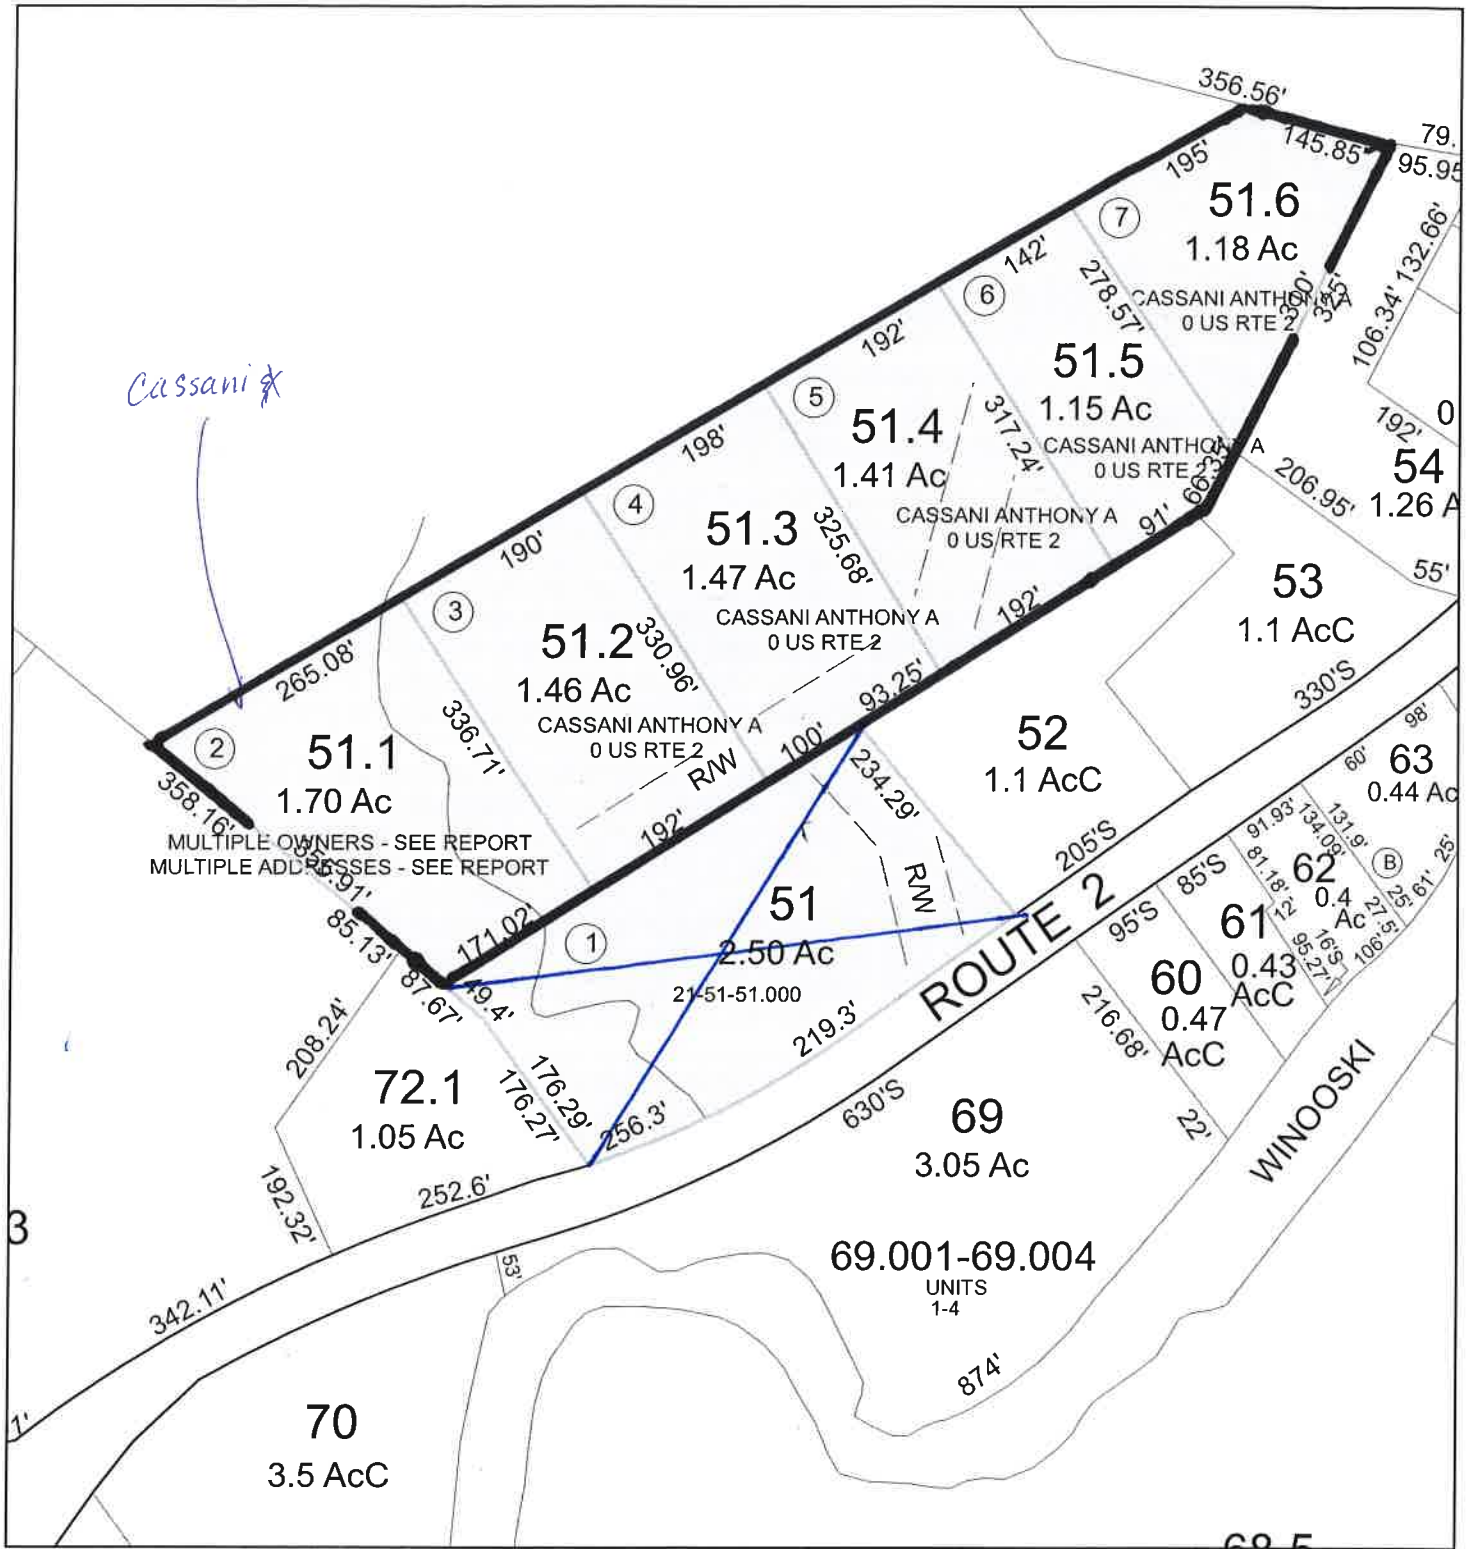 356.56'
145.85'
79.
95.95
195'
51.6
1.18 Ac
7
CASSANI ANTHONY A
0 US RTE 2
300'
325'
132.66'
106.34'
142'
6
278.57'
192'
51.5
1.15 Ac
CASSANI ANTHONY A
0 US RTE 2
66.35'
Cassani
5
51.4
1.41 Ac
317.24'
CASSANI ANTHONY A
0 US RTE 2
91'
192'
0
54
1.26 A
206.95'
55'
198'
4
51.3
1.47 Ac
325.68'
CASSANI ANTHONY A
0 US RTE 2
192'
53
1.1 AcC
190'
3
51.2
1.46 Ac
330.96'
CASSANI ANTHONY A
0 US RTE 2
R/W
93.25'
100'
330'S
265.08'
2
51.1
1.70 Ac
336.71'
358.16'
MULTIPLE OWNERS - SEE REPORT
MULTIPLE ADDRESSES - SEE REPORT
355.91'
85.13'
192'
234.29'
52
1.1 AcC
98'
60'
63
0.44 Ac
205'S
171.02'
1
51
2.50 Ac
21-51-51.000
R/W
87.67'
49.4'
219.3'
ROUTE 2
85'S
95'S
91.93'
134.09'
131.9'
B
81.18'
12'
62
0.4
Ac
27.5'
25'
61'
25'
106'
16'S
95.27'
61
0.43
AcC
60
0.47
AcC
216.68'
22'
208.24'
72.1
1.05 Ac
176.29'
176.27'
256.3'
630'S
69
3.05 Ac
WINOOSKI
192.32'
252.6'
3
53'
69.001-69.004
UNITS
1-4
342.11'
874'
1'
70
3.5 AcC
68.5